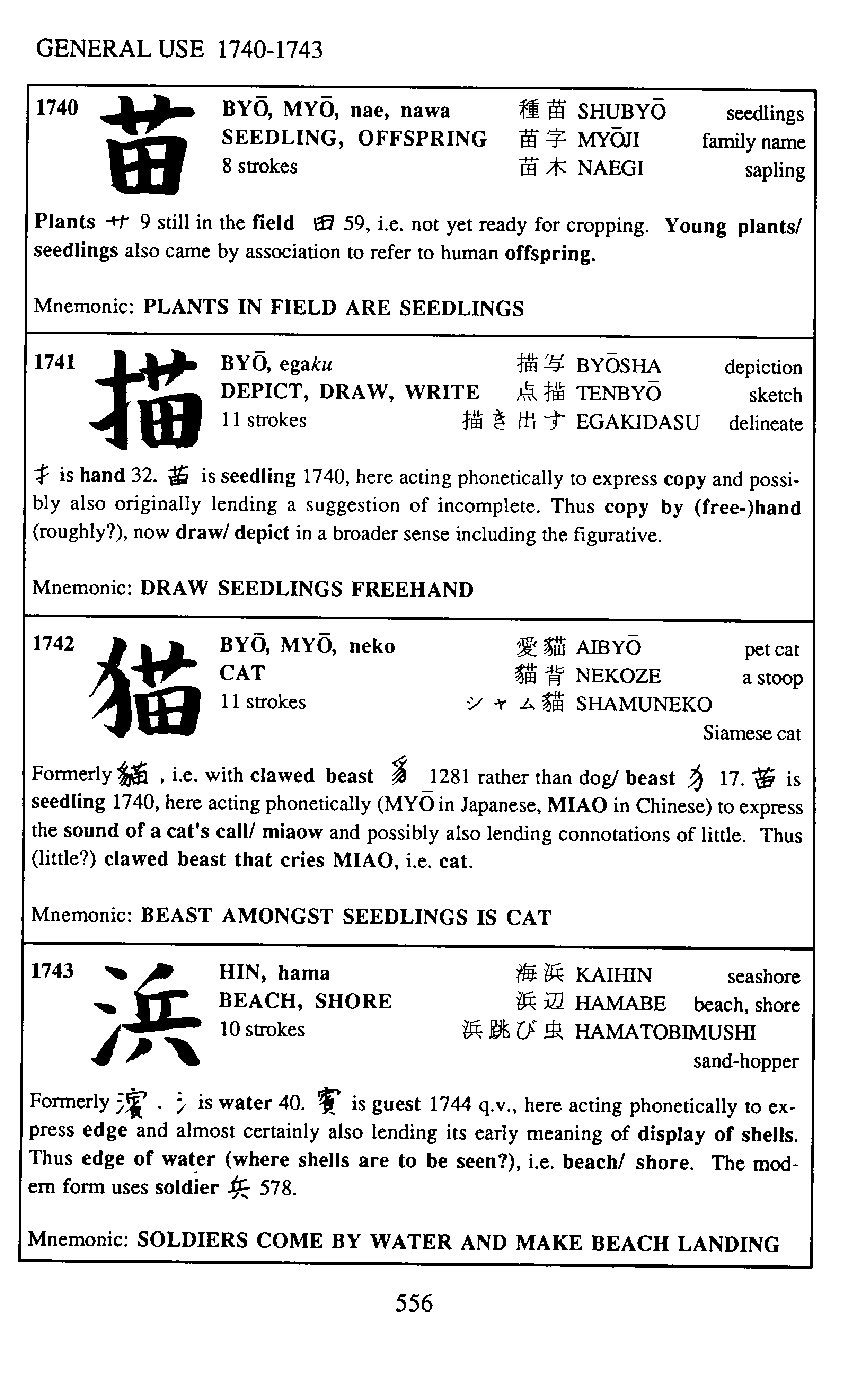 GENERAL USE 1740-1743
1740 苗 BYŌ, MYŌ, nae, nawa 種苗 SHUBYŌ seedlings
SEEDLING, OFFSPRING 苗字 MYŌJI family name
8 strokes 苗木 NAEGI sapling
Plants 艹 9 still in the field 田 59, i.e. not yet ready for cropping. Young plants/
seedlings also came by association to refer to human offspring.
Mnemonic: PLANTS IN FIELD ARE SEEDLINGS
1741 描 BYŌ, egaku 描写 BYŌSHA depiction
DEPICT, DRAW, WRITE 点描 TENBYŌ sketch
11 strokes 描き出す EGAKIDASU delineate
扌 is hand 32. 苗 is seedling 1740, here acting phonetically to express copy and possi-
bly also originally lending a suggestion of incomplete. Thus copy by (free-)hand
(roughly?), now draw/ depict in a broader sense including the figurative.
Mnemonic: DRAW SEEDLINGS FREEHAND
1742 猫 BYŌ, MYŌ, neko 愛猫 AIBYŌ pet cat
CAT 猫背 NEKOZE a stoop
11 strokes シャム猫 SHAMUNEKO
Siamese cat
Formerly 貓 , i.e. with clawed beast 豸 1281 rather than dog/ beast 犭 17. 苗 is
seedling 1740, here acting phonetically (MYŌ in Japanese, MIAO in Chinese) to express
the sound of a cat's call/ miaow and possibly also lending connotations of little. Thus
(little?) clawed beast that cries MIAO, i.e. cat.
Mnemonic: BEAST AMONGST SEEDLINGS IS CAT
1743 浜 HIN, hama 海浜 KAIHIN seashore
BEACH, SHORE 浜辺 HAMABE beach, shore
10 strokes 浜跳び虫 HAMATOBIMUSHI
sand-hopper
Formerly 濱 . 氵 is water 40. 賓 is guest 1744 q.v., here acting phonetically to ex-
press edge and almost certainly also lending its early meaning of display of shells.
Thus edge of water (where shells are to be seen?), i.e. beach/ shore. The mod-
ern form uses soldier 兵 578.
Mnemonic: SOLDIERS COME BY WATER AND MAKE BEACH LANDING
556